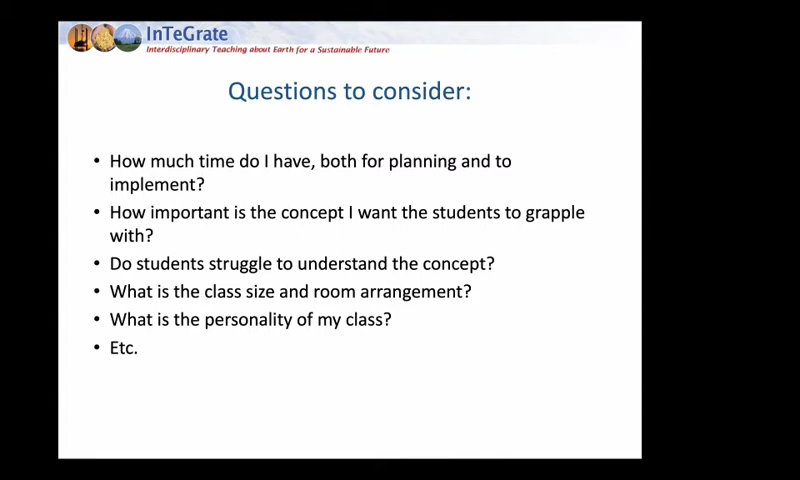 InTeGrate
Interdisciplinary Teaching about Earth for a Sustainable Future
Questions to consider:
• How much time do I have, both for planning and to
implement?
• How important is the concept I want the students to grapple
with?
• Do students struggle to understand the concept?
• What is the class size and room arrangement?
• What is the personality of my class?
• Etc.